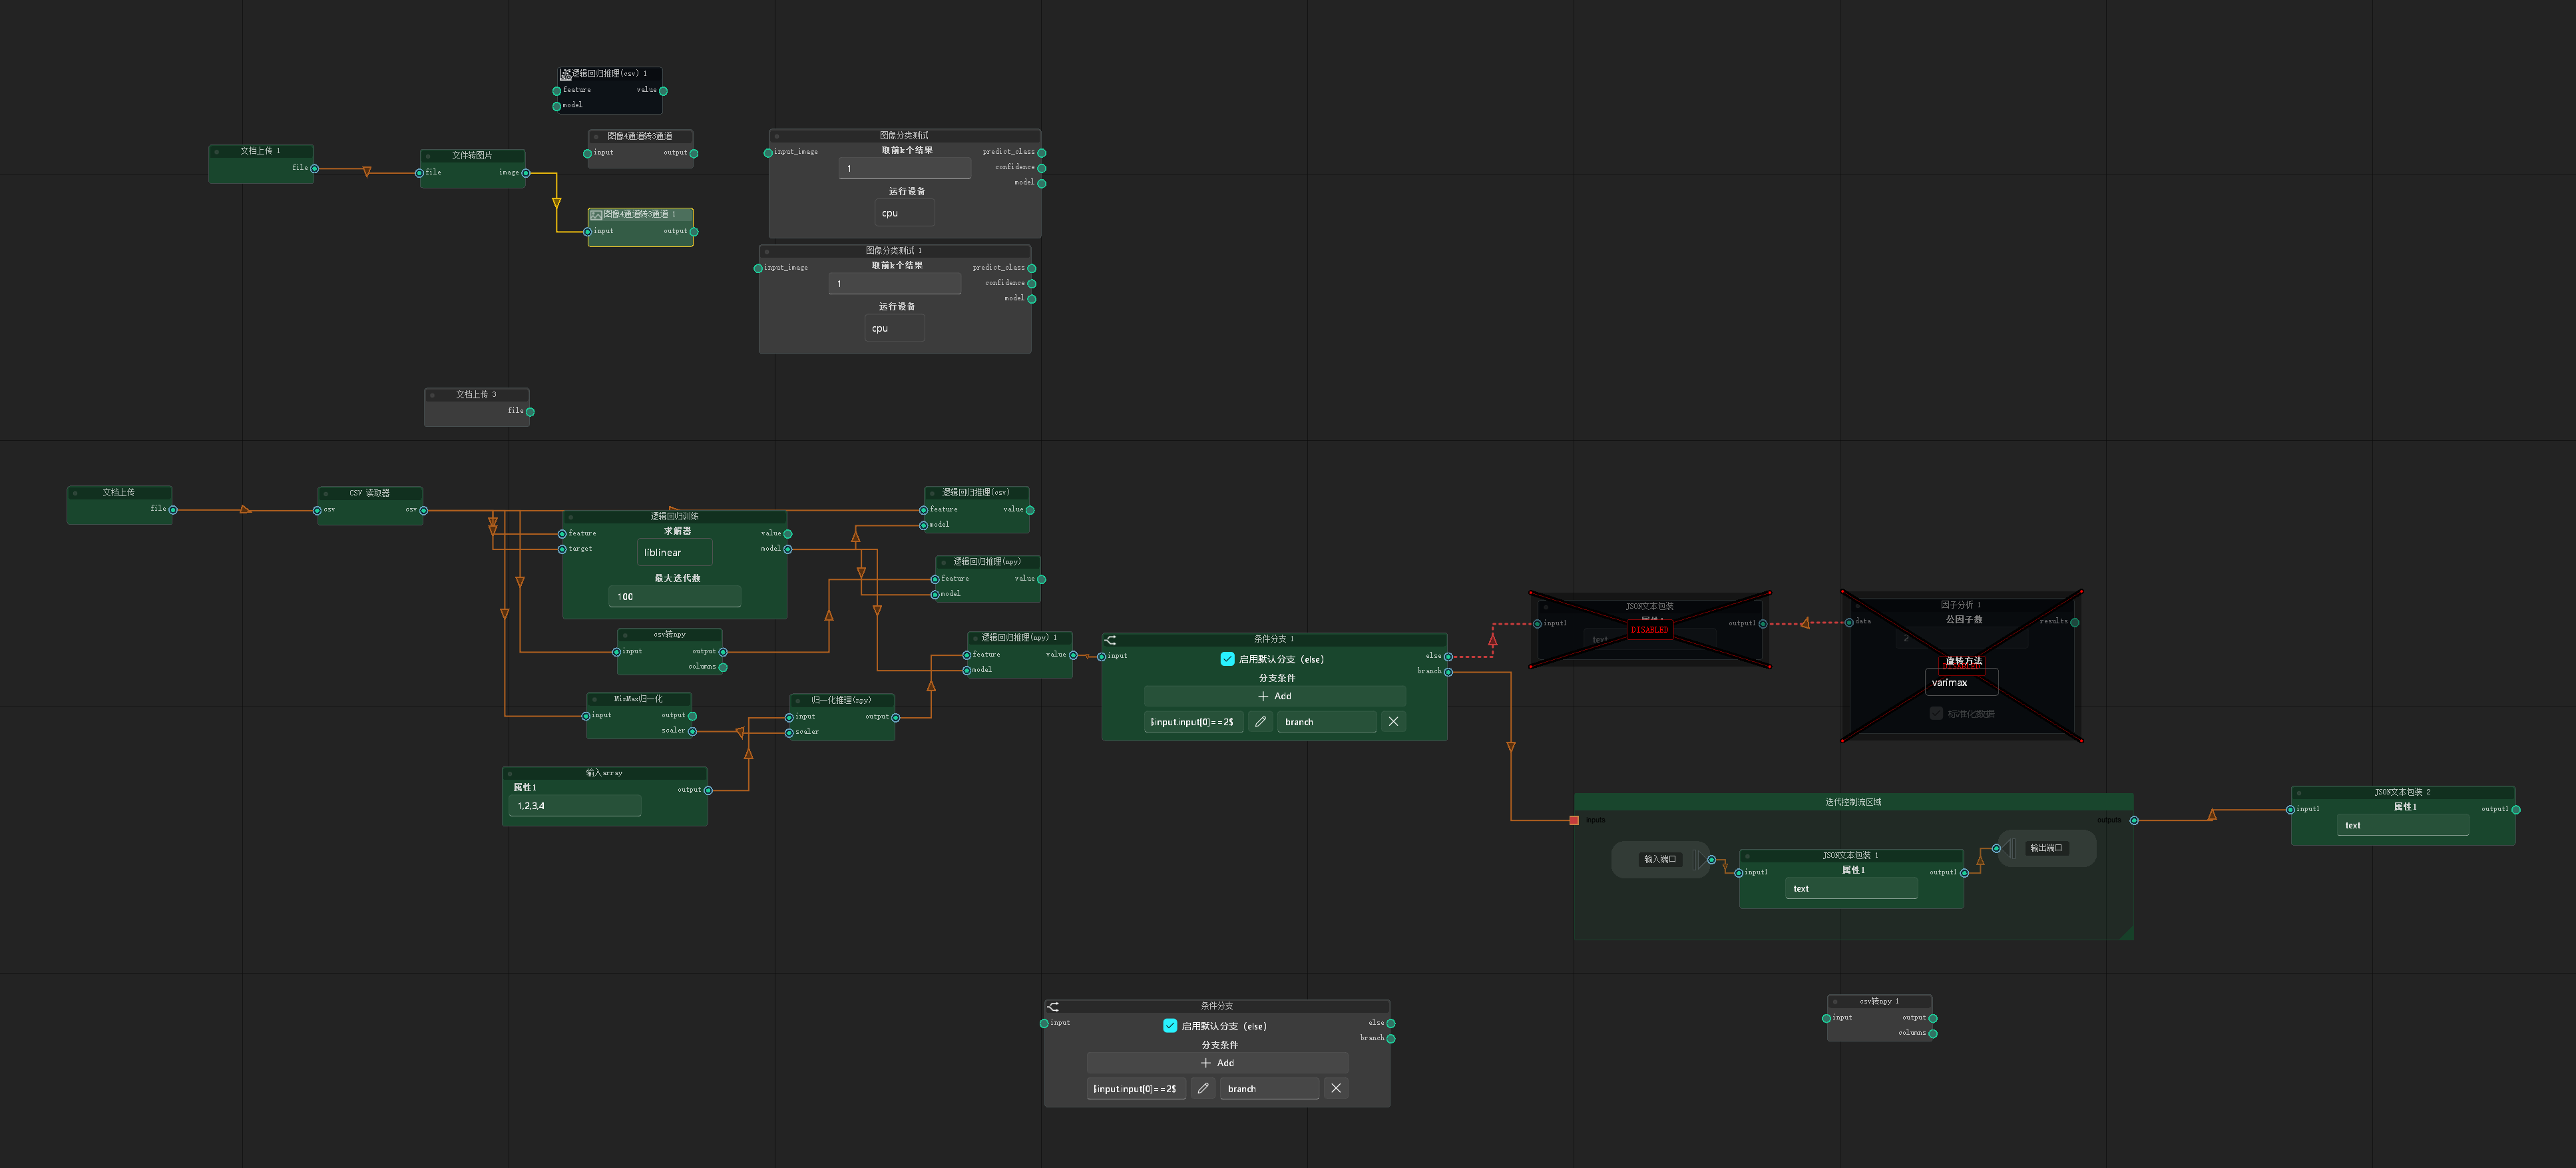 逻辑回归推理(csv) 1
feature value
model
图像4通道转3通道
input output
文档上传 1
file
文件转图片
file image
图像4通道转3通道 1
input output
图像分类测试
input_image 取前k个结果 predict_class
1 confidence
model
运行设备
cpu
图像分类测试 1
input_image 取前k个结果 predict_class
1 confidence
model
运行设备
cpu
文档上传 3
file
文档上传
file
CSV 读取器
csv csv
逻辑回归训练
feature 求解器 value
target liblinear model
最大迭代数
100
逻辑回归推理(csv)
feature value
model
逻辑回归推理(npy)
feature value
model
csv转npy
input output
columns
逻辑回归推理(npy) 1
feature value
model
MinMax归一化
input output
scaler
归一化推理(npy)
input output
scaler
输入array
属性1 output
1,2,3,4
条件分支 1
input 启用默认分支 (else) else
branch
分支条件
Add
$input.input[0]==2$ branch
JSON文本包装
input1 属性1 output1
text DISABLED
因子分析 1
data 公因子数 results
2
旋转方法
DISABLED
varimax
标准化数据
迭代控制流区域
inputs outputs
输入端口
JSON文本包装 1
input1 属性1 output1
text
输出端口
JSON文本包装 2
input1 属性1 output1
text
条件分支
input 启用默认分支 (else) else
branch
分支条件
Add
$input.input[0]==2$ branch
csv转npy 1
input output
columns